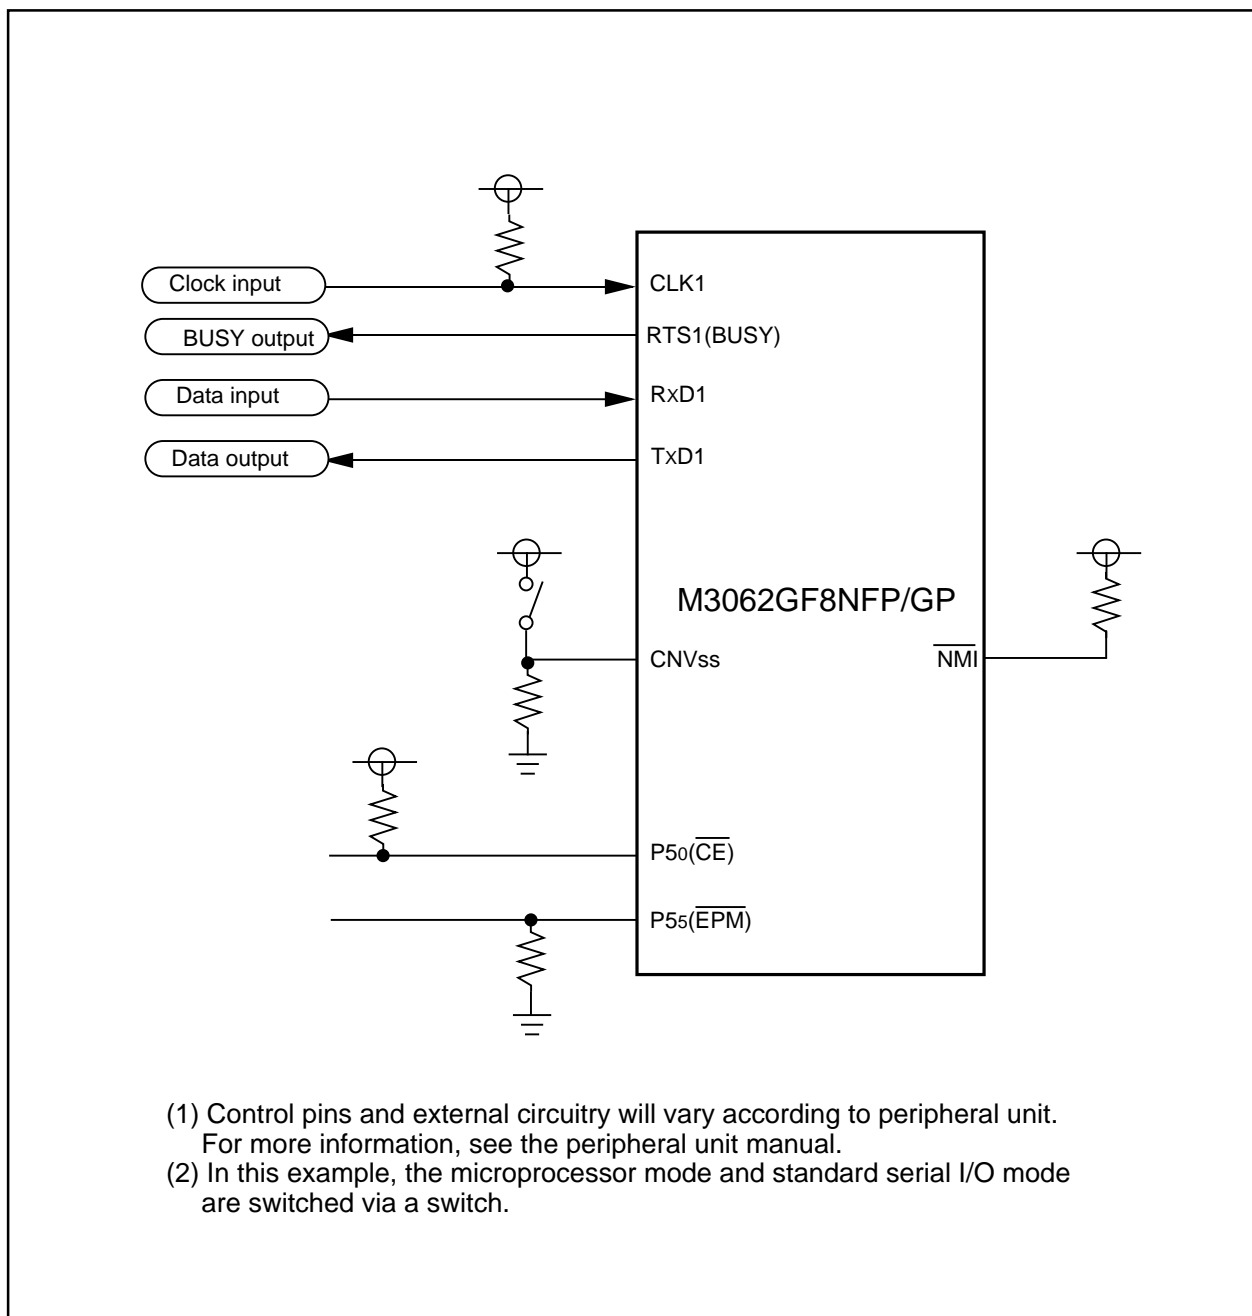 Clock input
CLK1
BUSY output
RTS1(BUSY)
Data input
RxD1
Data output
TxD1
M3062GF8NFP/GP
CNVss
NMI
P50(CE)
P55(EPM)
(1) Control pins and external circuitry will vary according to peripheral unit.
For more information, see the peripheral unit manual.
(2) In this example, the microprocessor mode and standard serial I/O mode
are switched via a switch.